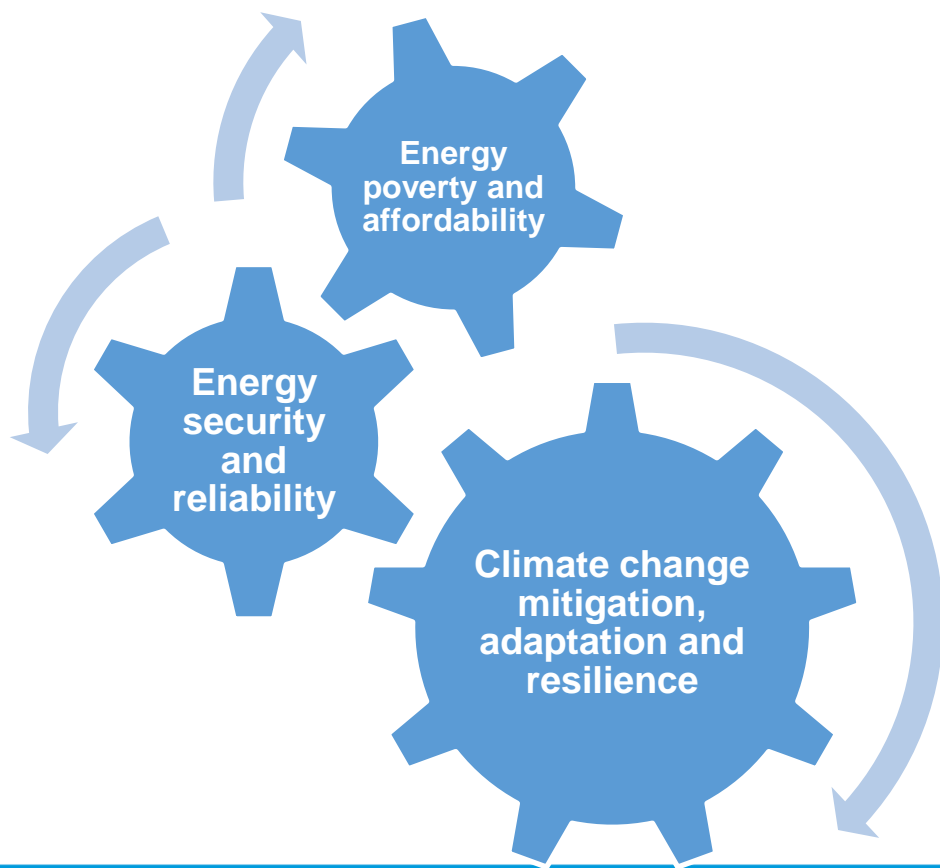 Energy
poverty and
affordability
Energy
security
and
reliability
Climate change
mitigation,
adaptation and
resilience